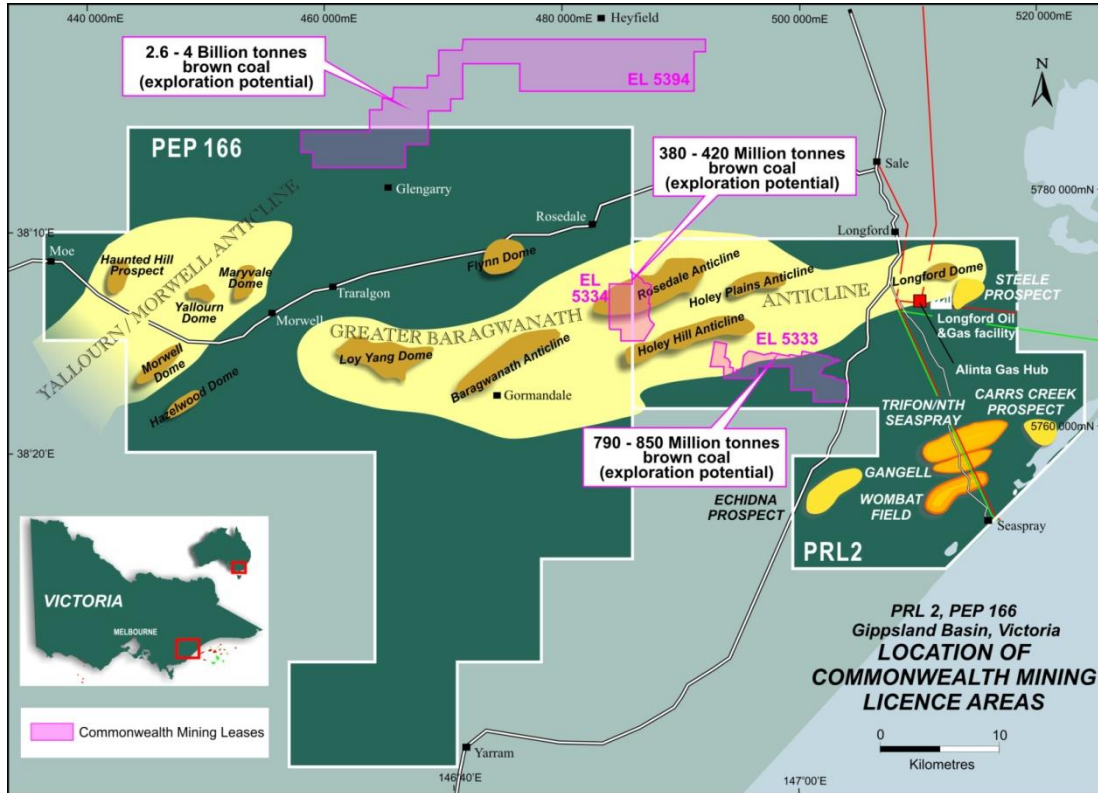 440 000mE
460 000mE
480 000mE
500 000mE
520 000mE
Heyfield
2.6 - 4 Billion tonnes
brown coal
(exploration potential)
EL 5394
N
PEP 166
380 - 420 Million tonnes
brown coal
(exploration potential)
Sale
Glengarry
5780 000mN
Rosedale
38°10'
Longford
Moe
YALLOURN / MORWELL ANTICLINE
Haunted Hill
Prospect
Maryvale
Dome
Yallourn
Dome
Flynn Dome
EL
5334
Rosedale Anticline
Holey Plains Anticline
Longford Dome
STEELE
PROSPECT
Traralgon
Morwell
GREATER BARAGWANATH
ANTICLINE
Longford Oil
&Gas facility
Loy Yang Dome
Baragwanath Anticline
Holey Hill Anticline
EL 5333
Morwell
Dome
Hazelwood Dome
Alinta Gas Hub
Gormandale
TRIFON/NTH
SEASPRAY
CARRS CREEK
PROSPECT
5760 000mN
38°20'
790 - 850 Million tonnes
brown coal
(exploration potential)
GANGELL
ECHIDNA
PROSPECT
WOMBAT
FIELD
Seaspray
PRL2
VICTORIA
MELBOURNE
PRL 2, PEP 166
Gippsland Basin, Victoria
LOCATION OF
COMMONWEALTH MINING
LICENCE AREAS
Commonwealth Mining Leases
0
10
Kilometres
Yarram
146°40'E
147°00'E